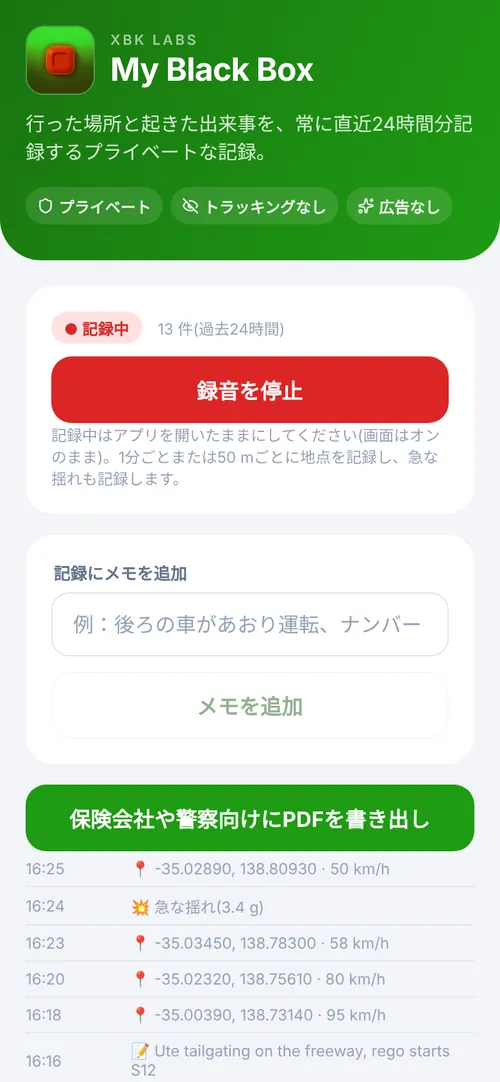 XBK LABS
My Black Box
行った場所と起きた出来事を、常に直近24時間分記
録するプライベートな記録。
プライベート
トラッキングなし
広告なし
記録中
13 件(過去24時間)
録音を停止
記録中はアプリを開いたままにしてください(画面はオン
のまま)。1分ごとまたは50 mごとに地点を記録し、急な
揺れも記録します。
記録にメモを追加
例：後ろの車があおり運転、ナンバー
メモを追加
保険会社や警察向けにPDFを書き出し
16:25 📍 -35.02890, 138.80930 · 50 km/h
16:24 💥 急な揺れ(3.4 g)
16:23 📍 -35.03450, 138.78300 · 58 km/h
16:20 📍 -35.02320, 138.75610 · 80 km/h
16:18 📍 -35.00390, 138.73140 · 95 km/h
16:16 📝 Ute tailgating on the freeway, rego starts
S12